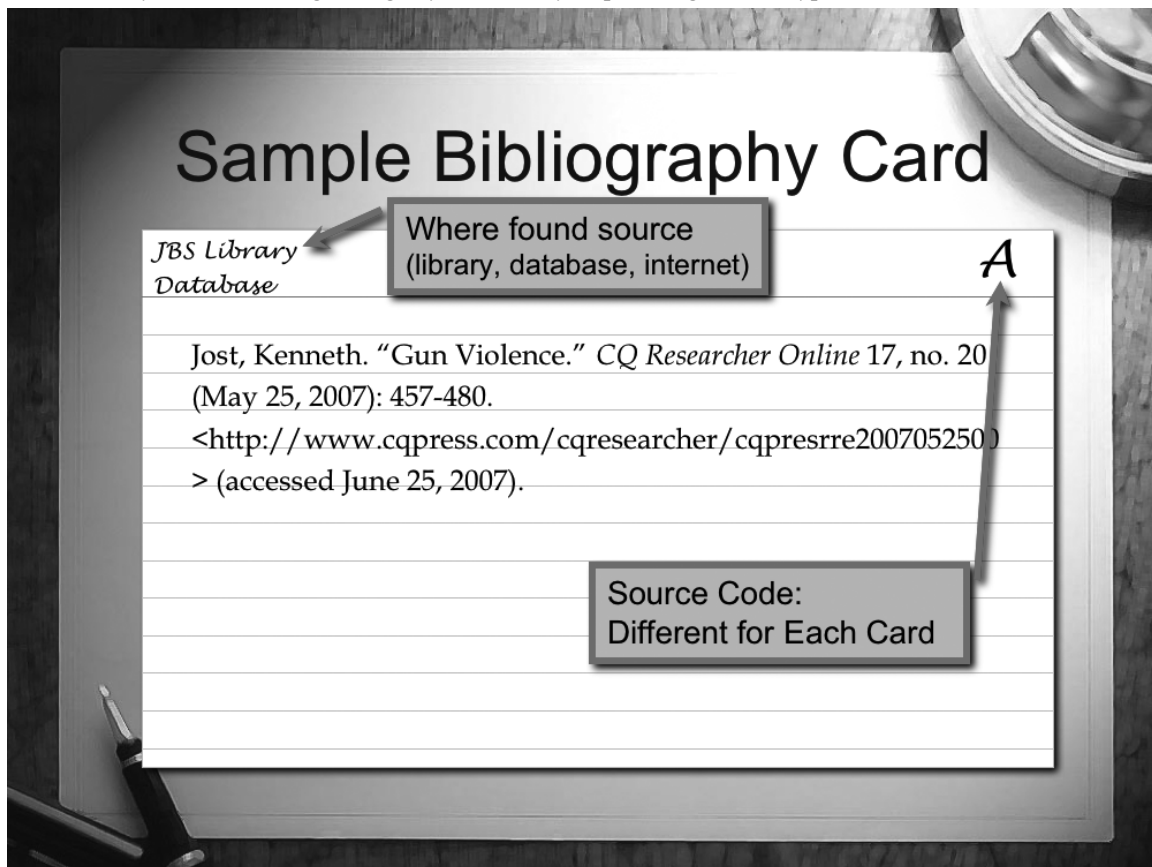 Sample Bibliography Card
Where found source
(library, database, internet)
JBS Library
Database
A
Jost, Kenneth. “Gun Violence.” CQ Researcher Online 17, no. 20
(May 25, 2007): 457-480.
<http://www.cqpress.com/cqresearcher/cqpresrre2007052500
> (accessed June 25, 2007).
Source Code:
Different for Each Card